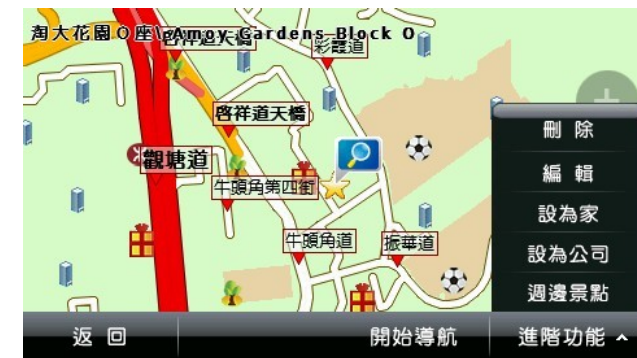 淘大花園O座\Amoy Gardens Block O
啓祥道天橋
彩霞道
啓祥道天橋
觀塘道
牛頭角第四街
牛頭角道
振華道
刪 除
編 輯
設為家
設為公司
週邊景點
返 回
開始導航
進階功能